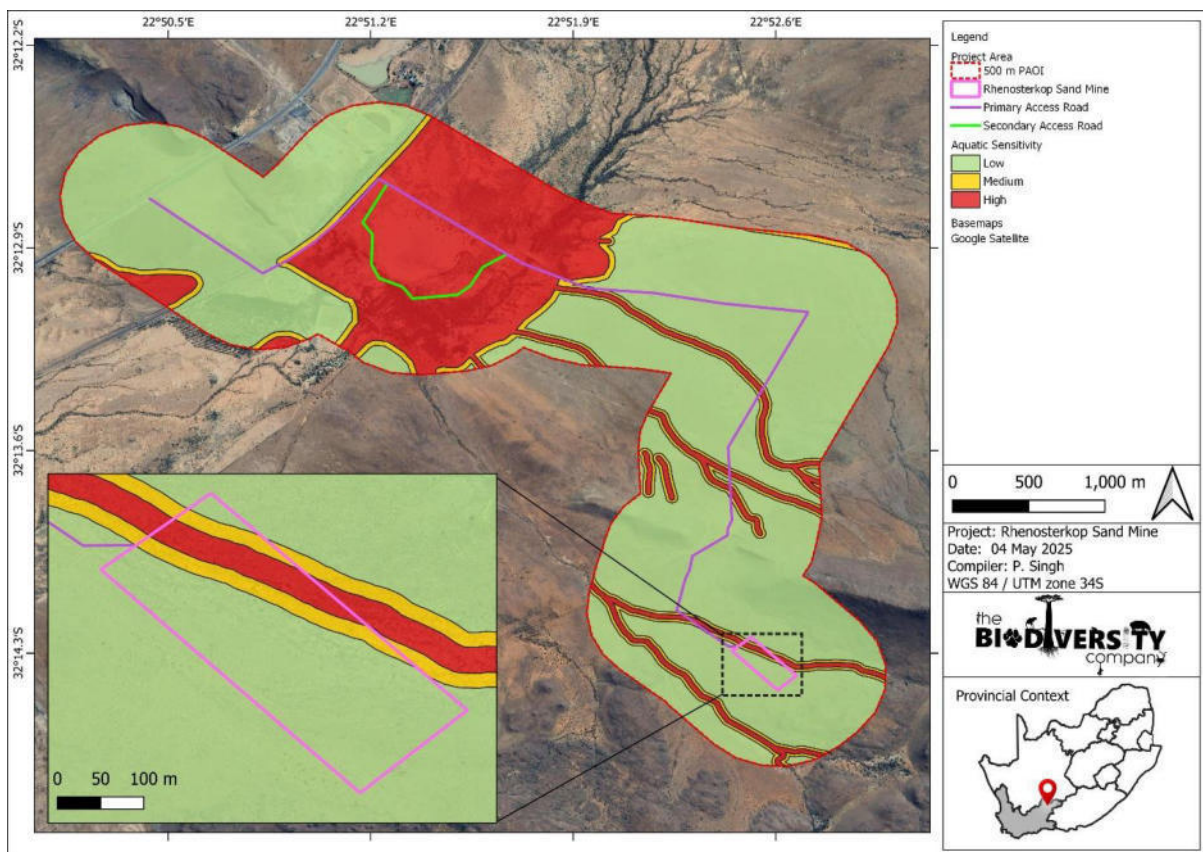 22°50.5'E 22°51.2'E 22°51.9'E 22°52.6'E
32°12.2'S
32°12.9'S
32°13.6'S
32°14.3'S
0 50 100 m
Legend
Project Area
500 m PAOI
Rhenosterkop Sand Mine
Primary Access Road
Secondary Access Road
Aquatic Sensitivity
Low
Medium
High
Basemaps
Google Satellite
0 500 1,000 m
Project: Rhenosterkop Sand Mine
Date: 04 May 2025
Compiler: P. Singh
WGS 84 / UTM zone 34S
the
BIODIVERSITY
company
Provincial Context